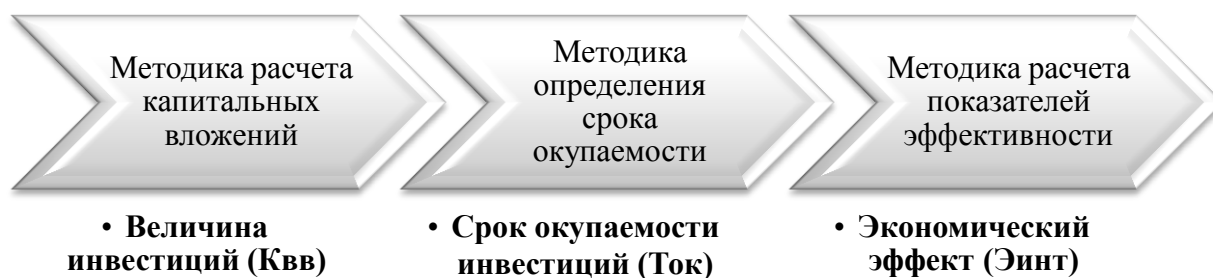 Методика расчета
капитальных
вложений
Методика
определения
срока
окупаемости
Методика расчета
показателей
эффективности
• Величина
инвестиций (Квв)
• Срок окупаемости
инвестиций (Ток)
• Экономический
эффект (Эинт)